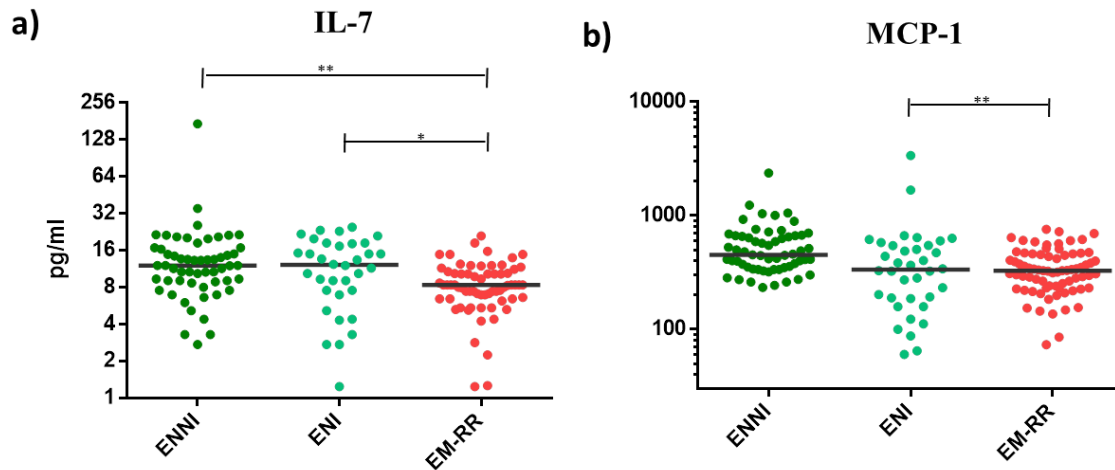 a)
IL-7
**
*
pg/ml
256
128
64
32
16
8
4
2
1
ENNI
ENI
EM-RR
b)
MCP-1
**
10000
1000
100
ENNI
ENI
EM-RR